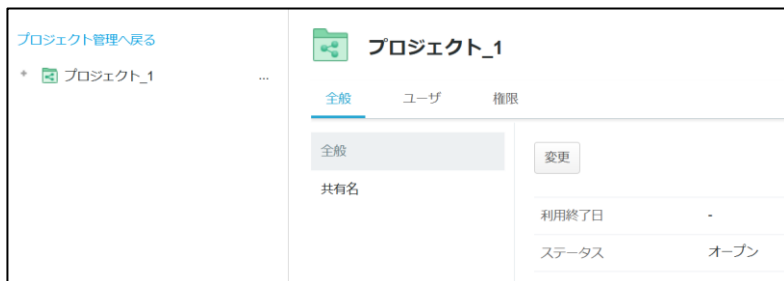 プロジェクト管理へ戻る
プロジェクト_1
...
プロジェクト_1
全般
ユーザ
権限
全般
共有名
変更
利用終了日
-
ステータス
オープン